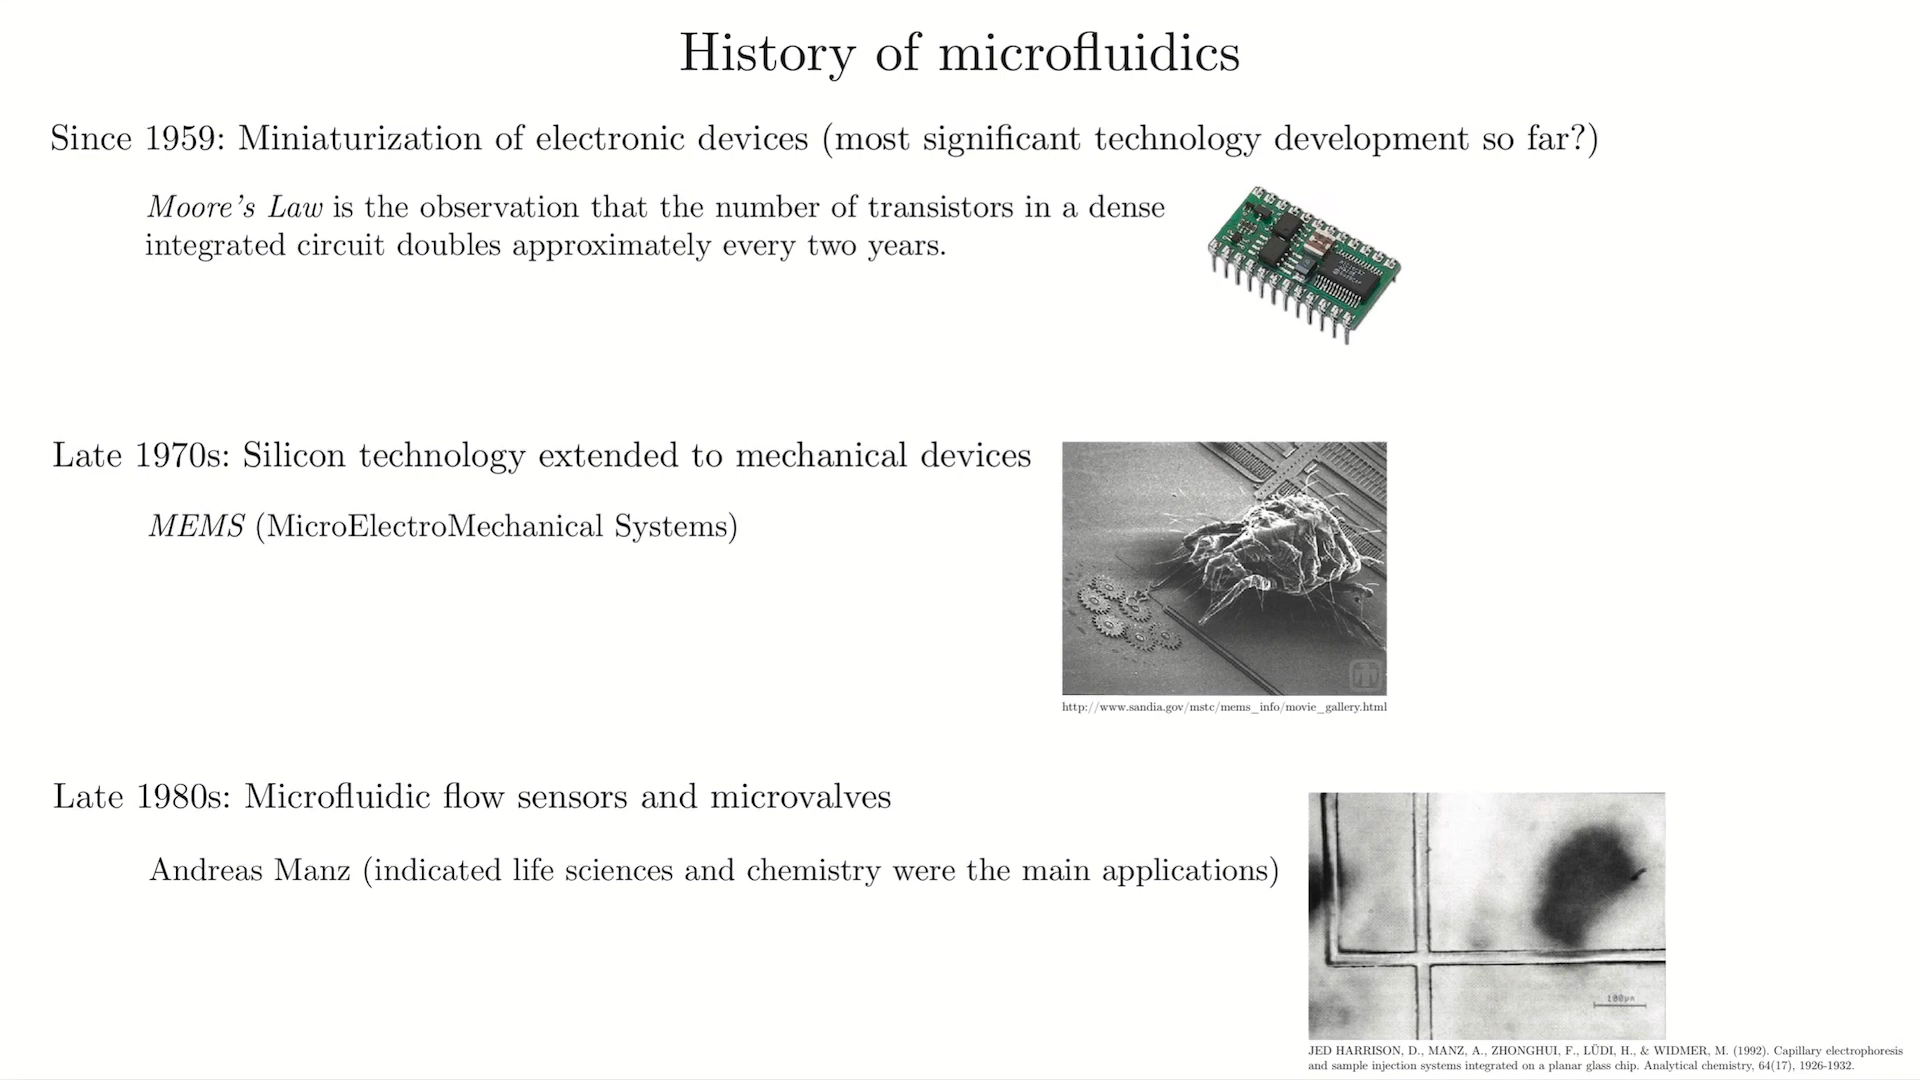 History of microfluidics
Since 1959: Miniaturization of electronic devices (most significant technology development so far?)
Moore's Law is the observation that the number of transistors in a dense
integrated circuit doubles approximately every two years.
Late 1970s: Silicon technology extended to mechanical devices
MEMS (MicroElectroMechanical Systems)
http://www.sandia.gov/mstc/mems_info/movie_gallery.html
Late 1980s: Microfluidic flow sensors and microvalves
Andreas Manz (indicated life sciences and chemistry were the main applications)
100µm
JED HARRISON, D., MANZ, A., ZHONGHUI, F., LÜDI, H., & WIDMER, M. (1992). Capillary electrophoresis
and sample injection systems integrated on a planar glass chip. Analytical chemistry, 64(17), 1926-1932.